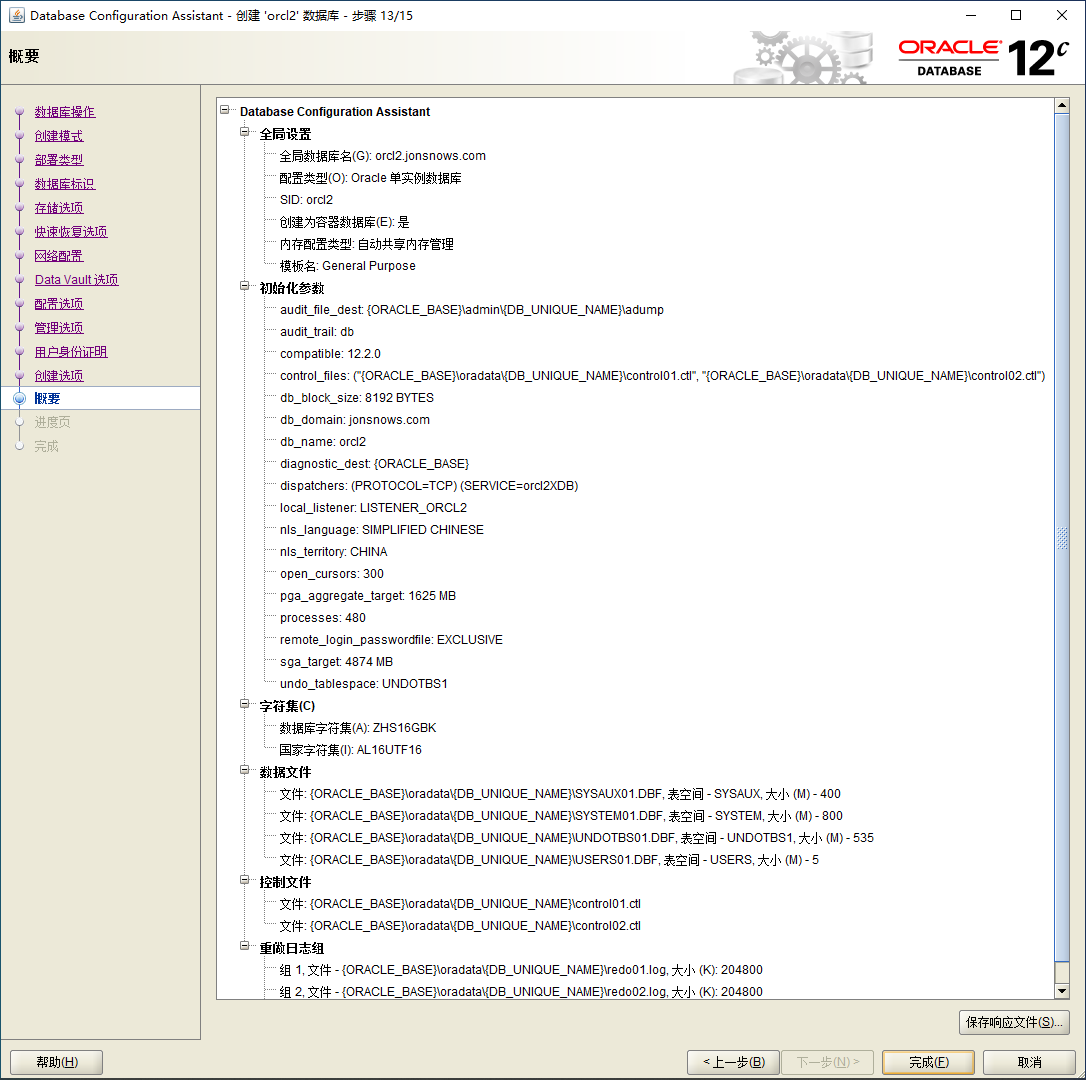 Database Configuration Assistant - 创建 'orcl2' 数据库 - 步骤 13/15
概要
ORACLE
DATABASE
12c
数据库操作
创建模式
部署类型
数据库标识
存储选项
快速恢复选项
网络配置
Data Vault 选项
配置选项
管理选项
用户身份证明
创建选项
概要
进度页
完成
Database Configuration Assistant
全局设置
全局数据库名(G): orcl2.jonsnows.com
配置类型(O): Oracle 单实例数据库
SID: orcl2
创建为容器数据库(E): 是
内存配置类型: 自动共享内存管理
模板名: General Purpose
初始化参数
audit_file_dest: {ORACLE_BASE}\admin\{DB_UNIQUE_NAME}\adump
audit_trail: db
compatible: 12.2.0
control_files: ("{ORACLE_BASE}\oradata\{DB_UNIQUE_NAME}\control01.ctl", "{ORACLE_BASE}\oradata\{DB_UNIQUE_NAME}\control02.ctl")
db_block_size: 8192 BYTES
db_domain: jonsnows.com
db_name: orcl2
diagnostic_dest: {ORACLE_BASE}
dispatchers: (PROTOCOL=TCP) (SERVICE=orcl2XDB)
local_listener: LISTENER_ORCL2
nls_language: SIMPLIFIED CHINESE
nls_territory: CHINA
open_cursors: 300
pga_aggregate_target: 1625 MB
processes: 480
remote_login_passwordfile: EXCLUSIVE
sga_target: 4874 MB
undo_tablespace: UNDOTBS1
字符集(C)
数据库字符集(A): ZHS16GBK
国家字符集(I): AL16UTF16
数据文件
文件: {ORACLE_BASE}\oradata\{DB_UNIQUE_NAME}\SYSAUX01.DBF, 表空间 - SYSAUX, 大小 (M) - 400
文件: {ORACLE_BASE}\oradata\{DB_UNIQUE_NAME}\SYSTEM01.DBF, 表空间 - SYSTEM, 大小 (M) - 800
文件: {ORACLE_BASE}\oradata\{DB_UNIQUE_NAME}\UNDOTBS01.DBF, 表空间 - UNDOTBS1, 大小 (M) - 535
文件: {ORACLE_BASE}\oradata\{DB_UNIQUE_NAME}\USERS01.DBF, 表空间 - USERS, 大小 (M) - 5
控制文件
文件: {ORACLE_BASE}\oradata\{DB_UNIQUE_NAME}\control01.ctl
文件: {ORACLE_BASE}\oradata\{DB_UNIQUE_NAME}\control02.ctl
重做日志组
组 1, 文件 - {ORACLE_BASE}\oradata\{DB_UNIQUE_NAME}\redo01.log, 大小 (K): 204800
组 2, 文件 - {ORACLE_BASE}\oradata\{DB_UNIQUE_NAME}\redo02.log, 大小 (K): 204800
保存响应文件(S)...
帮助(H)
< 上一步(B)
下一步(N) >
完成(F)
取消